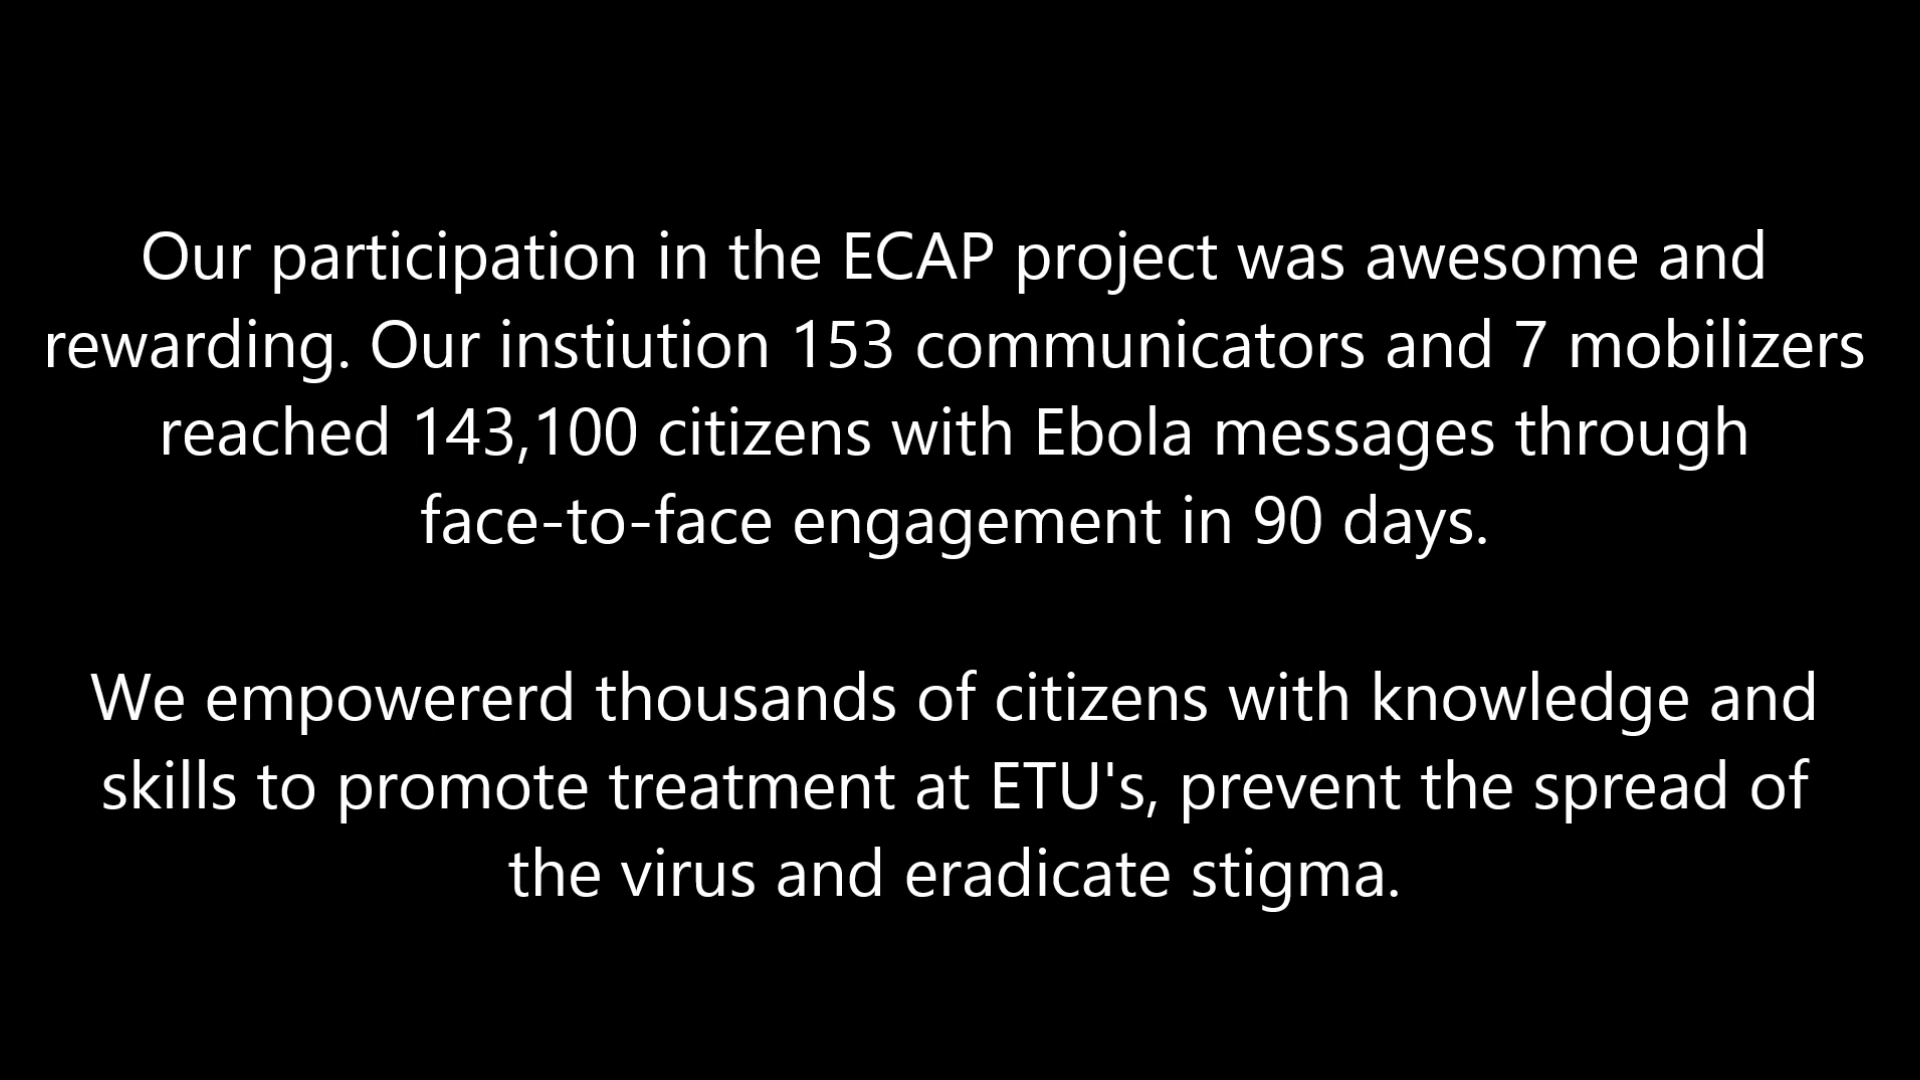 Our participation in the ECAP project was awesome and
rewarding. Our instiution 153 communicators and 7 mobilizers
reached 143,100 citizens with Ebola messages through
face-to-face engagement in 90 days.
We empowererd thousands of citizens with knowledge and
skills to promote treatment at ETU's, prevent the spread of
the virus and eradicate stigma.